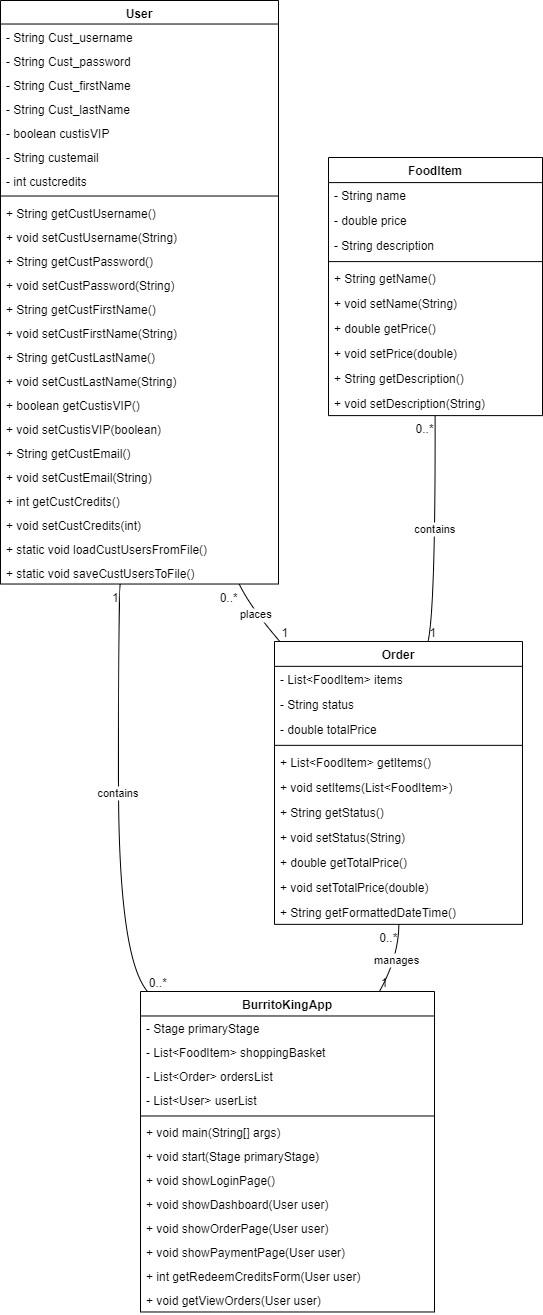 User
- String Cust_username
- String Cust_password
- String Cust_firstName
- String Cust_lastName
- boolean custisVIP
- String custemail
- int custcredits
+ String getCustUsername()
+ void setCustUsername(String)
+ String getCustPassword()
+ void setCustPassword(String)
+ String getCustFirstName()
+ void setCustFirstName(String)
+ String getCustLastName()
+ void setCustLastName(String)
+ boolean getCustisVIP()
+ void setCustisVIP(boolean)
+ String getCustEmail()
+ void setCustEmail(String)
+ int getCustCredits()
+ void setCustCredits(int)
+ static void loadCustUsersFromFile()
+ static void saveCustUsersToFile()
FoodItem
- String name
- double price
- String description
+ String getName()
+ void setName(String)
+ double getPrice()
+ void setPrice(double)
+ String getDescription()
+ void setDescription(String)
0..*
contains
1
1
0..*
places
1
Order
- List<FoodItem> items
- String status
- double totalPrice
+ List<FoodItem> getItems()
+ void setItems(List<FoodItem>)
+ String getStatus()
+ void setStatus(String)
+ double getTotalPrice()
+ void setTotalPrice(double)
+ String getFormattedDateTime()
contains
0..*
0..*
manages
1
BurritoKingApp
- Stage primaryStage
- List<FoodItem> shoppingBasket
- List<Order> ordersList
- List<User> userList
+ void main(String[] args)
+ void start(Stage primaryStage)
+ void showLoginPage()
+ void showDashboard(User user)
+ void showOrderPage(User user)
+ void showPaymentPage(User user)
+ int getRedeemCreditsForm(User user)
+ void getViewOrders(User user)